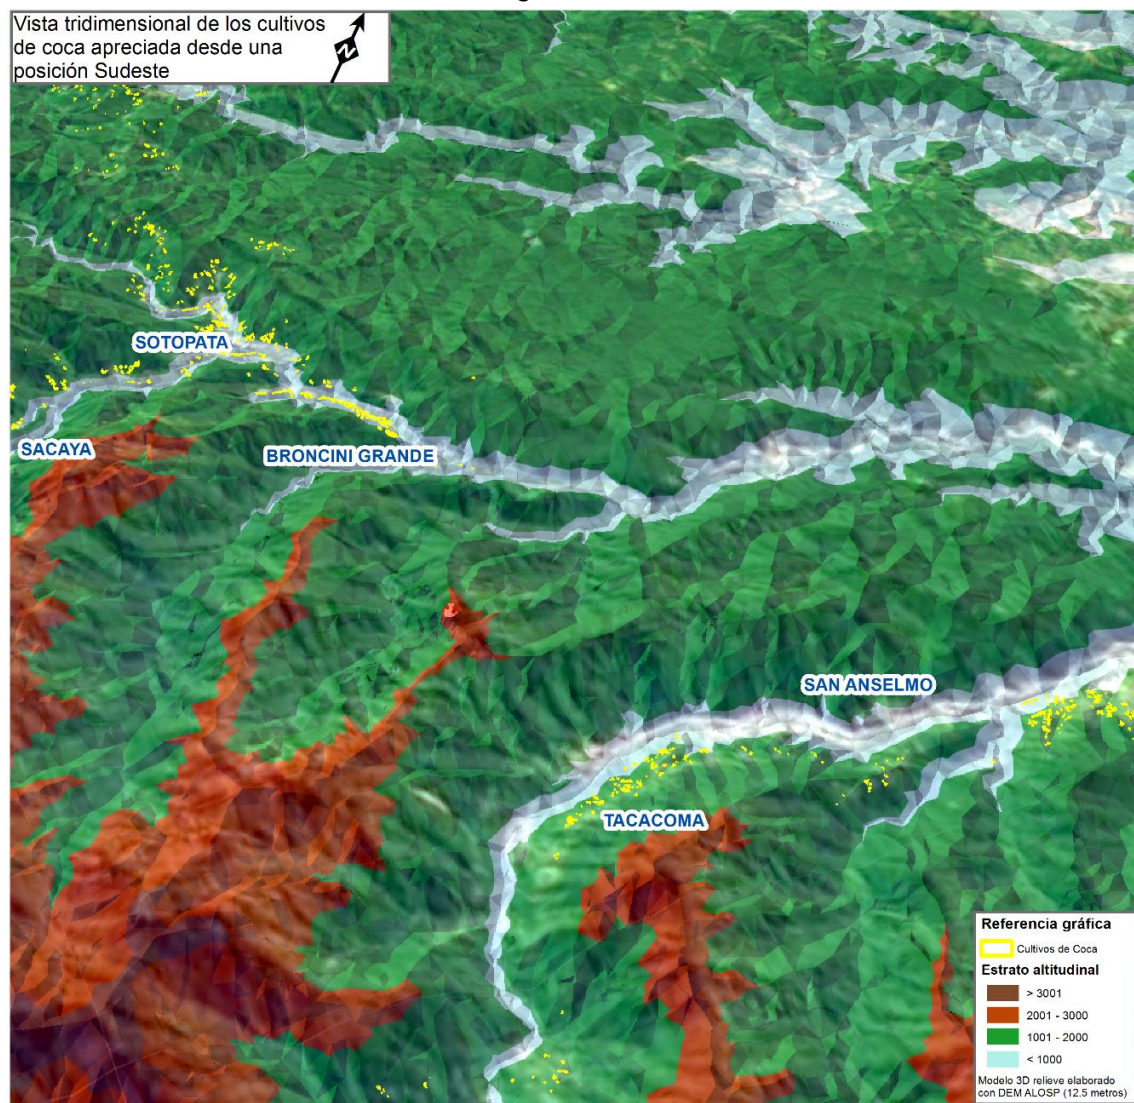 Vista tridimensional de los cultivos
de coca apreciada desde una
posición Sudeste
N
SOTOPATA
SACAYA
BRONCINI GRANDE
SAN ANSELMO
TACACOMA
Referencia gráfica
Cultivos de Coca
Estrato altitudinal
> 3001
2001 - 3000
1001 - 2000
< 1000
Modelo 3D relieve elaborado
con DEM ALOSP (12.5 metros)